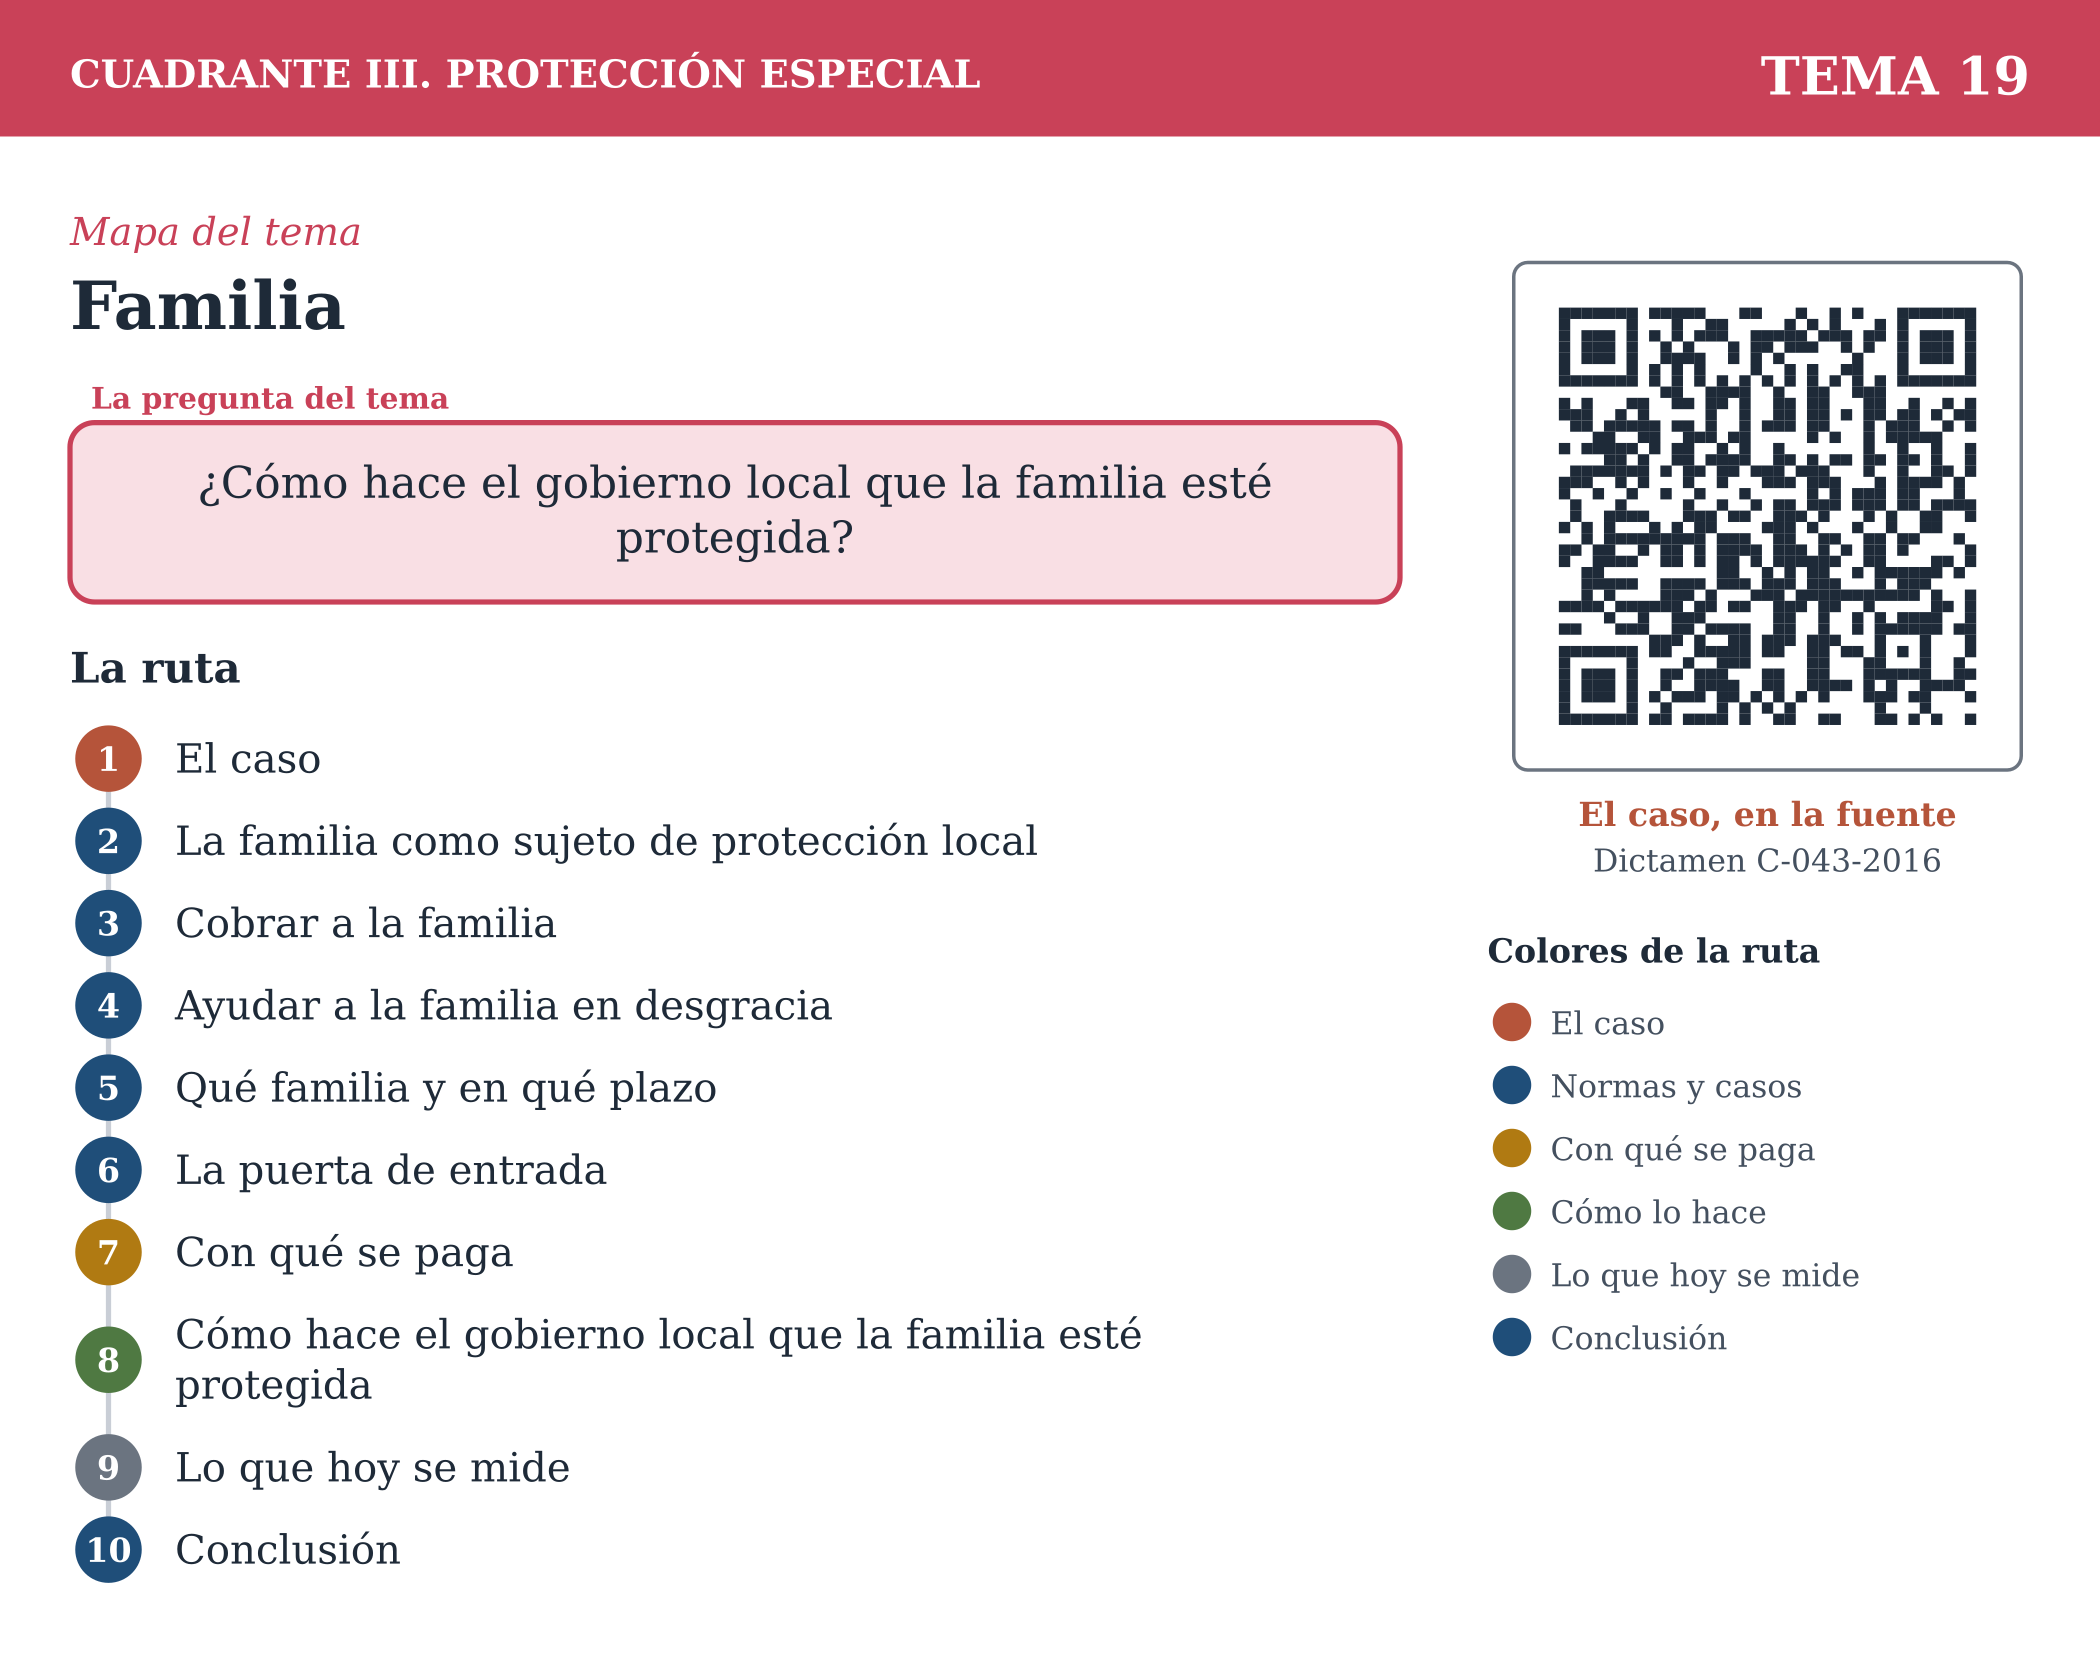 CUADRANTE III. PROTECCIÓN ESPECIAL
TEMA 19
Mapa del tema
Familia
La pregunta del tema
¿Cómo hace el gobierno local que la familia esté
protegida?
La ruta
1 El caso
2 La familia como sujeto de protección local
3 Cobrar a la familia
4 Ayudar a la familia en desgracia
5 Qué familia y en qué plazo
6 La puerta de entrada
7 Con qué se paga
8 Cómo hace el gobierno local que la familia esté
protegida
9 Lo que hoy se mide
10 Conclusión
El caso, en la fuente
Dictamen C-043-2016
Colores de la ruta
El caso
Normas y casos
Con qué se paga
Cómo lo hace
Lo que hoy se mide
Conclusión